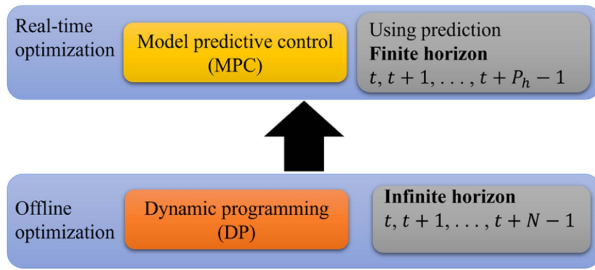 Real-time
optimization
Model predictive control
(MPC)
Using prediction
Finite horizon
t, t + 1, . . . , t + Pₕ − 1
Offline
optimization
Dynamic programming
(DP)
Infinite horizon
t, t + 1, . . . , t + N − 1